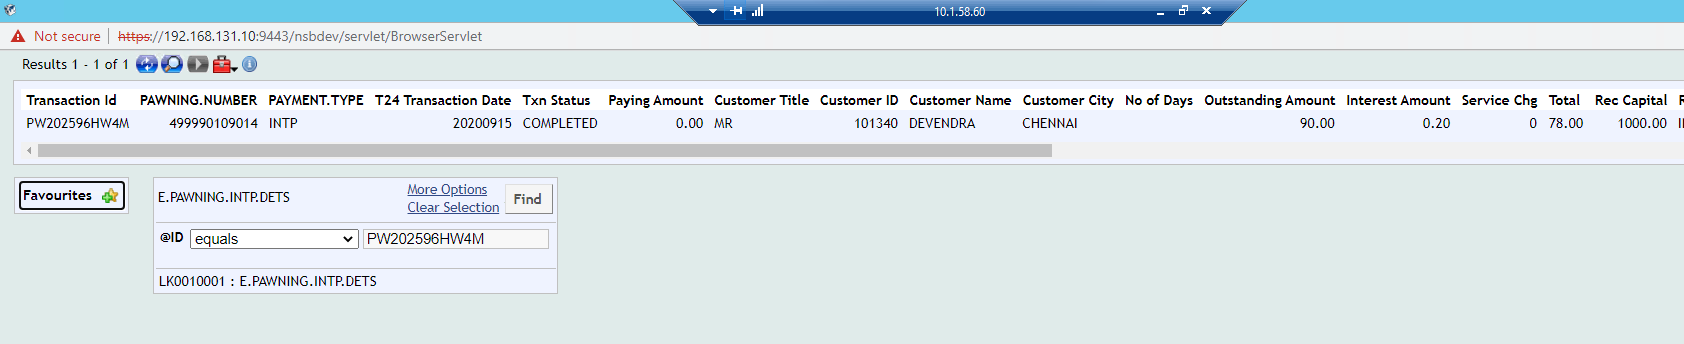 10.1.58.60
Not secure | https://192.168.131.10:9443/nsbdev/servlet/BrowserServlet
Results 1 - 1 of 1
Transaction Id PAWNING.NUMBER PAYMENT.TYPE T24 Transaction Date Txn Status Paying Amount Customer Title Customer ID Customer Name Customer City No of Days Outstanding Amount Interest Amount Service Chg Total Rec Capital
PW202596HW4M 499990109014 INTP 20200915 COMPLETED 0.00 MR 101340 DEVENDRA CHENNAI 90.00 0.20 0 78.00 1000.00
Favourites
E.PAWNING.INTP.DETS
More Options
Clear Selection
Find
@ID equals PW202596HW4M
LK0010001 : E.PAWNING.INTP.DETS